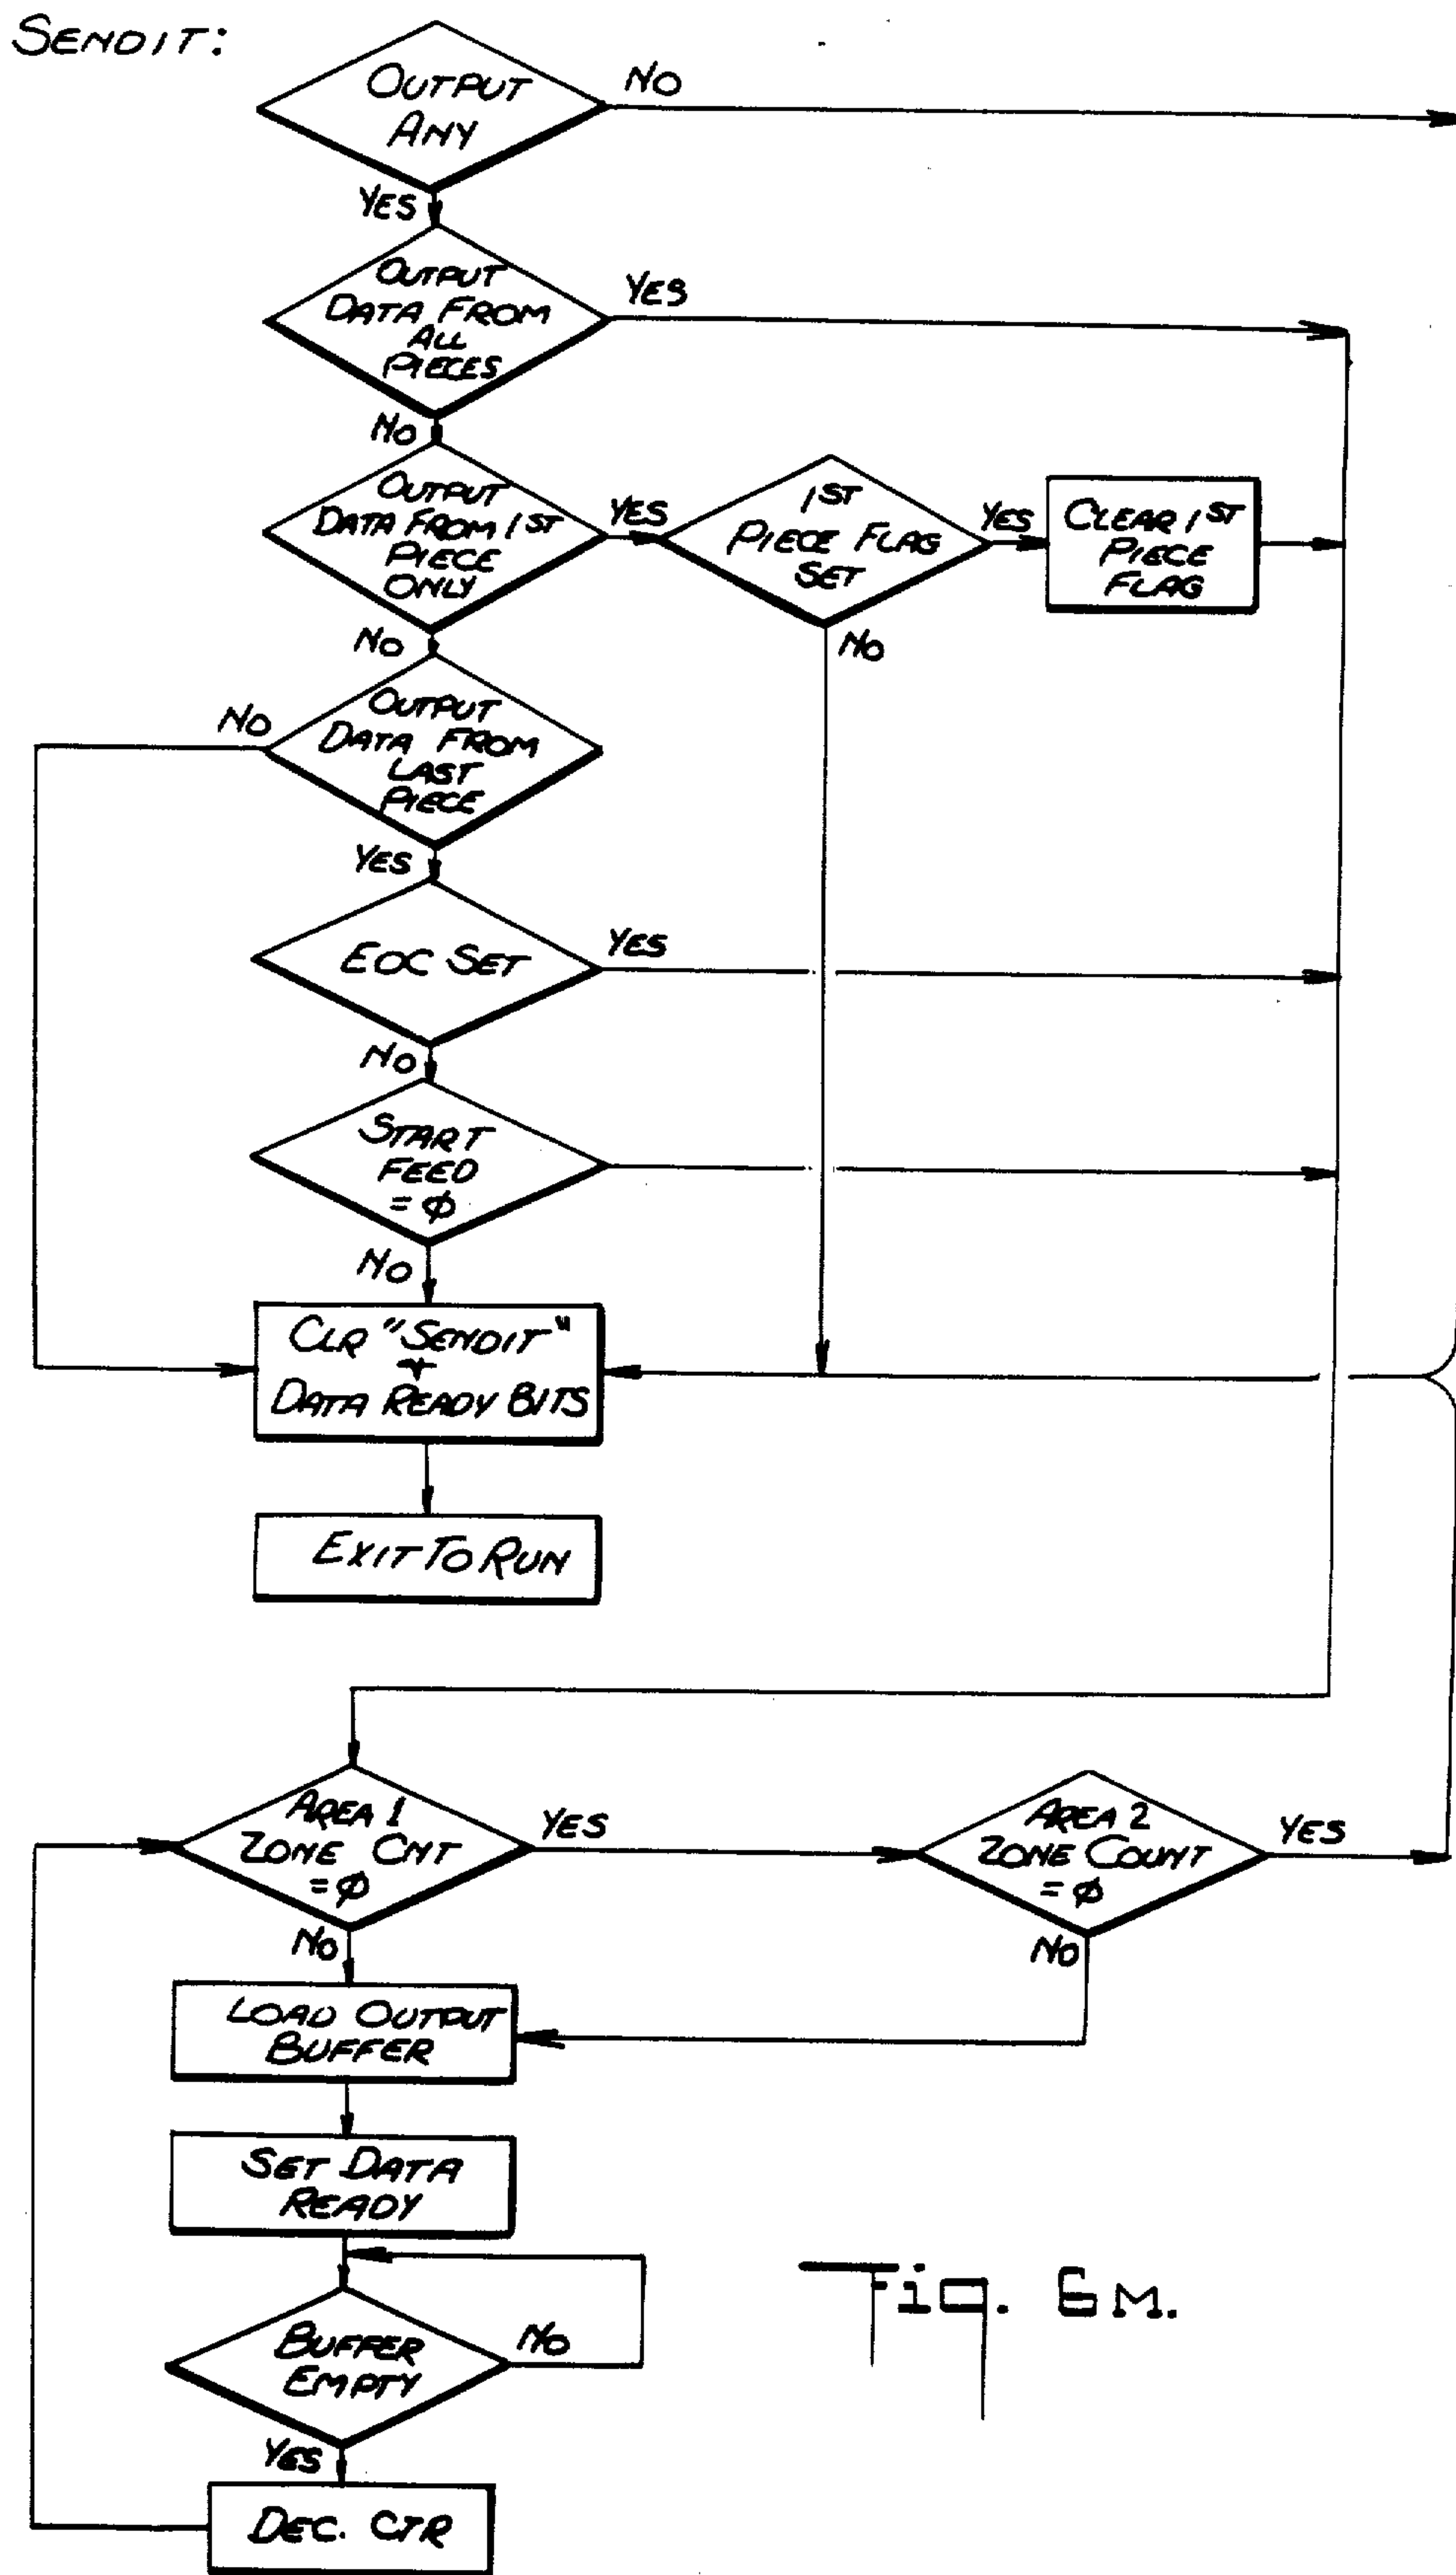 SENDIT:
OUTPUT
ANY
NO
YES
OUTPUT
DATA FROM
ALL
PIECES
YES
NO
OUTPUT
DATA FROM 1ST
PIECE
ONLY
YES
1ST
PIECE FLAG
SET
YES
CLEAR 1ST
PIECE
FLAG
NO
NO
OUTPUT
DATA FROM
LAST
PIECE
NO
YES
EOC SET
YES
NO
START
FEED
= Ø
NO
CLR "SENDIT"
+
DATA READY BITS
EXIT TO RUN
AREA 1
ZONE CNT
= Ø
YES
AREA 2
ZONE COUNT
= Ø
YES
NO
NO
LOAD OUTPUT
BUFFER
SET DATA
READY
BUFFER
EMPTY
NO
YES
DEC. CTR
Fig. 6M.